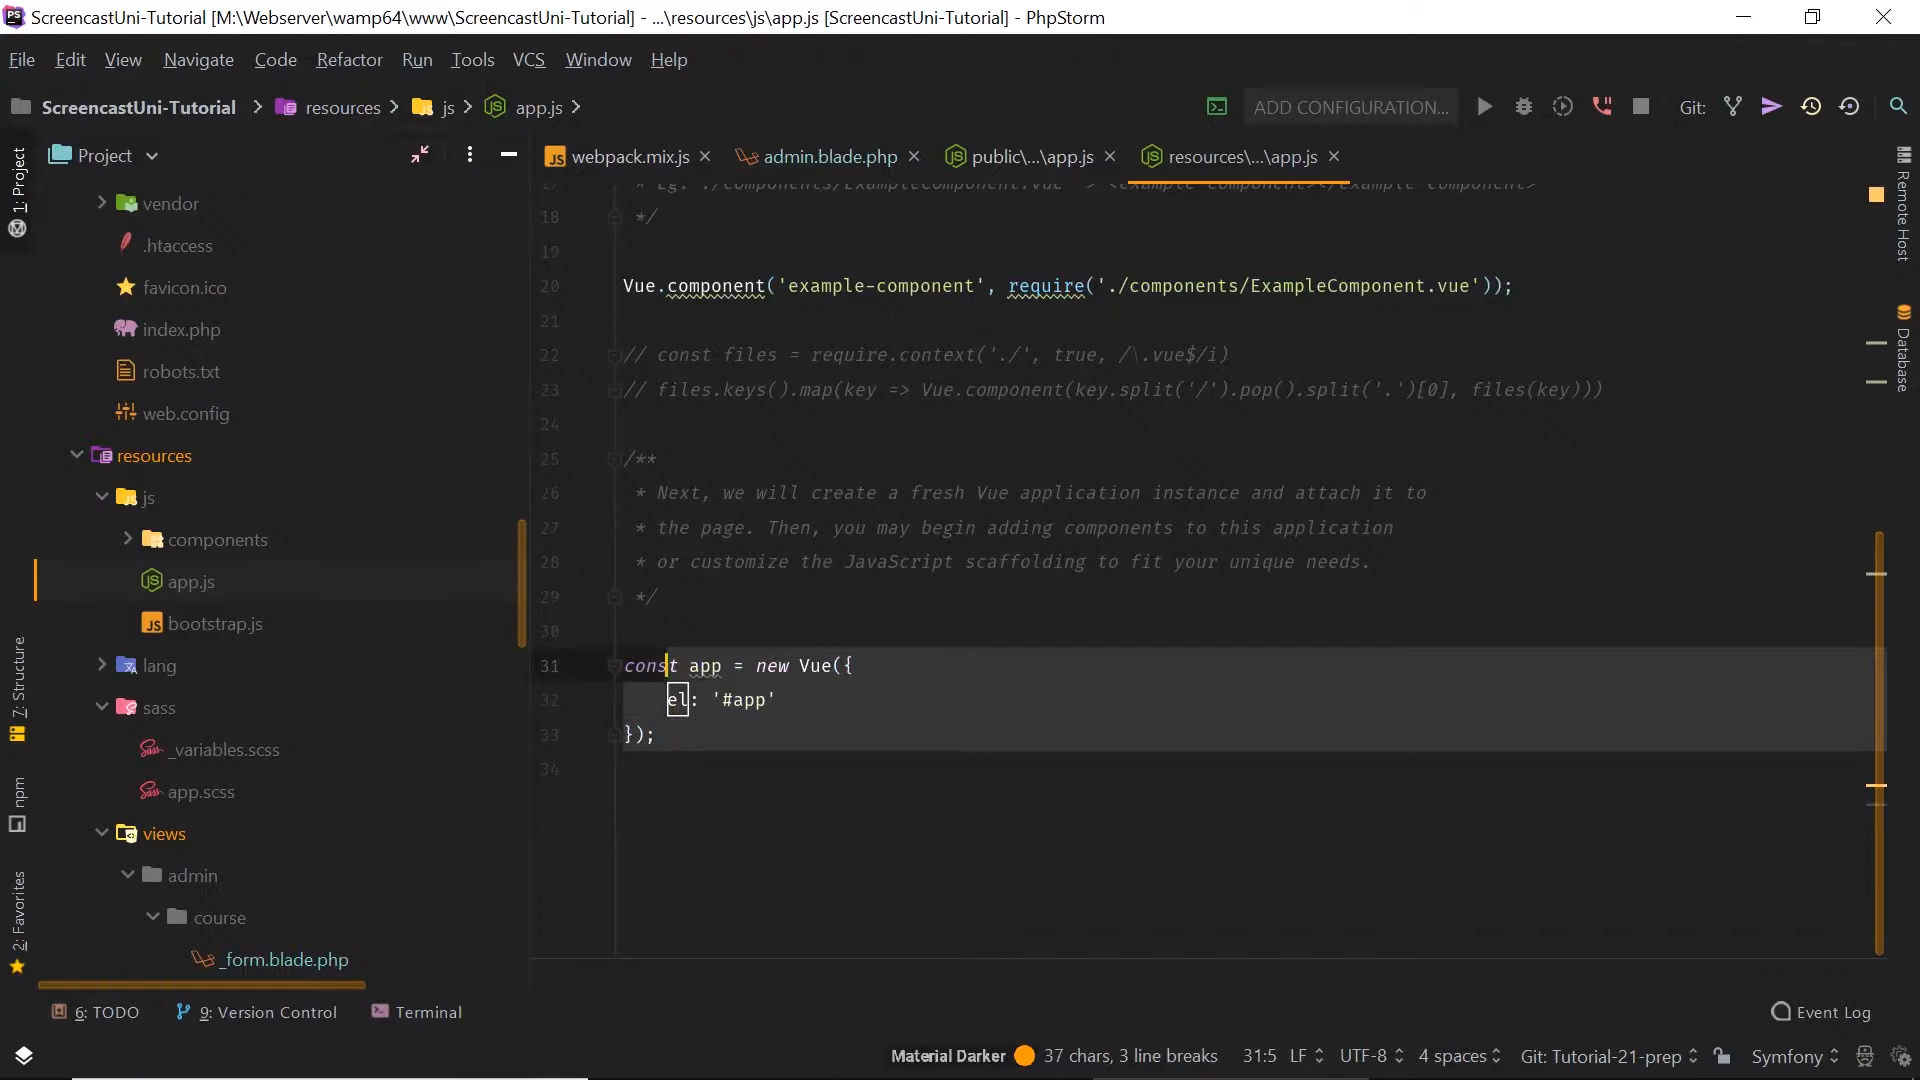 PS ScreencastUni-Tutorial [M:\Webserver\wamp64\www\ScreencastUni-Tutorial] - ...\resources\js\app.js [ScreencastUni-Tutorial] - PhpStorm
File Edit View Navigate Code Refactor Run Tools VCS Window Help
ScreencastUni-Tutorial resources js app.js
ADD CONFIGURATION... Git:
Project
webpack.mix.js admin.blade.php public\...\app.js resources\...\app.js
1: Project
7: Structure
npm
2: Favorites
vendor
.htaccess
favicon.ico
index.php
robots.txt
web.config
resources
js
components
app.js
bootstrap.js
lang
sass
_variables.scss
app.scss
views
admin
course
_form.blade.php
17 * Eg. ./components/ExampleComponent.vue -> <example-component></example-component>
18 */
19
20 Vue.component('example-component', require('./components/ExampleComponent.vue'));
21
22 // const files = require.context('./', true, /\.vue$/i)
23 // files.keys().map(key => Vue.component(key.split('/').pop().split('.')[0], files(key)))
24
25 /**
26 * Next, we will create a fresh Vue application instance and attach it to
27 * the page. Then, you may begin adding components to this application
28 * or customize the JavaScript scaffolding to fit your unique needs.
29 */
30
31 const app = new Vue({
32 el: '#app'
33 });
34
Remote Host
Database
6: TODO 9: Version Control Terminal Event Log
Material Darker 37 chars, 3 line breaks 31:5 LF UTF-8 4 spaces Git: Tutorial-21-prep Symfony